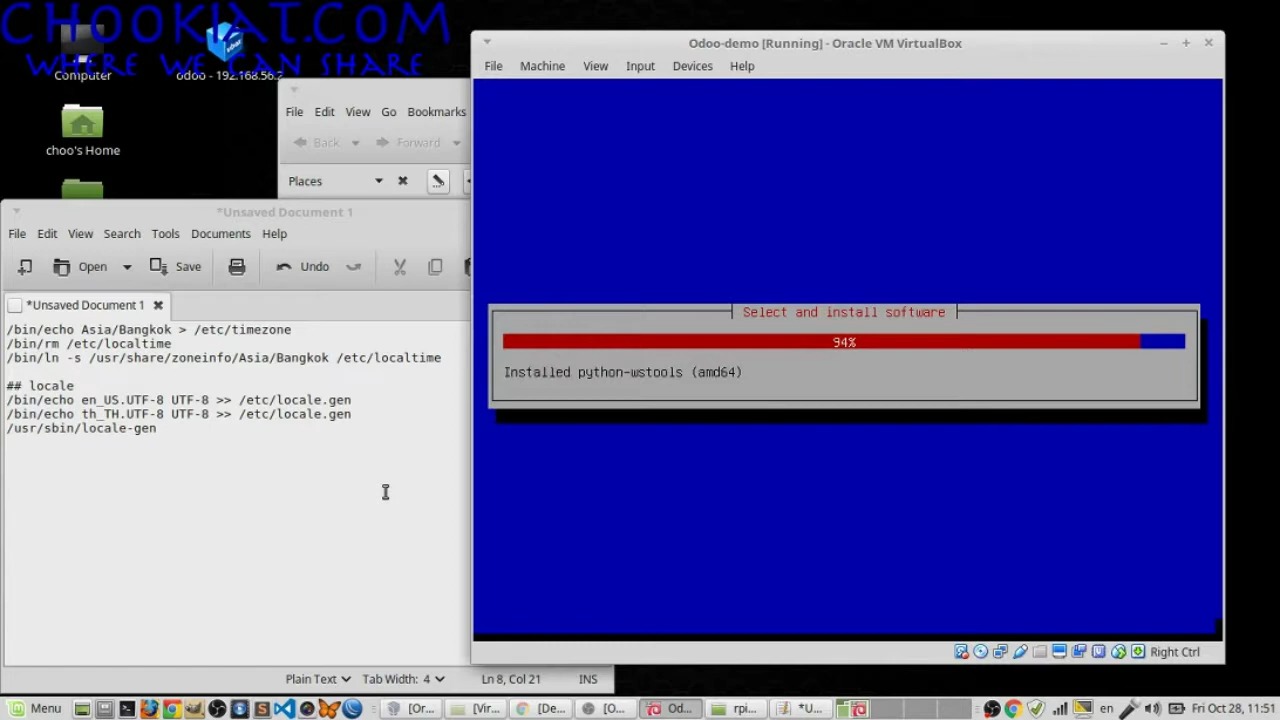 CHOOKIAT.COM
WHERE WE CAN SHARE
Computer
odoo - 192.168.56.2
choo's Home
File Edit View Go Bookmarks
Back Forward
Places
*Unsaved Document 1
File Edit View Search Tools Documents Help
Open Save Undo
*Unsaved Document 1
/bin/echo Asia/Bangkok > /etc/timezone
/bin/rm /etc/localtime
/bin/ln -s /usr/share/zoneinfo/Asia/Bangkok /etc/localtime
## locale
/bin/echo en_US.UTF-8 UTF-8 >> /etc/locale.gen
/bin/echo th_TH.UTF-8 UTF-8 >> /etc/locale.gen
/usr/sbin/locale-gen
Plain Text Tab Width: 4 Ln 8, Col 21 INS
Odoo-demo [Running] - Oracle VM VirtualBox
File Machine View Input Devices Help
Select and install software
94%
Installed python-wstools (amd64)
Right Ctrl
Menu [Or... [Vir... [De... [O... Od... rpi... *U... en Fri Oct 28, 11:51